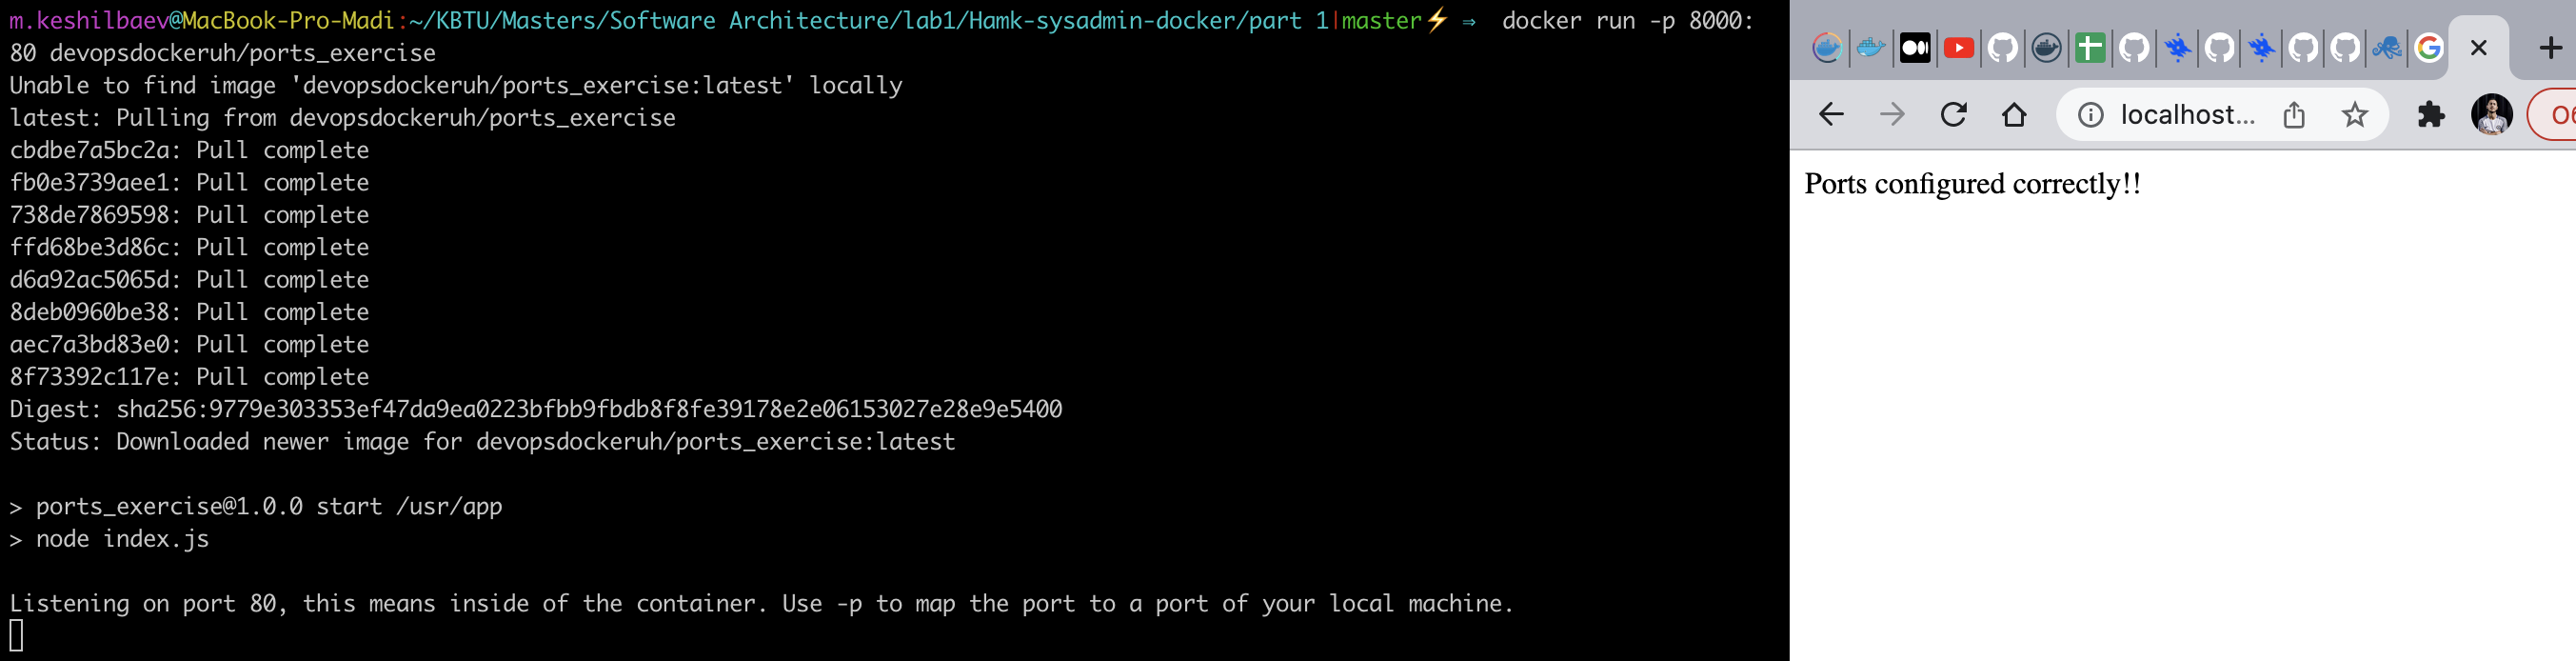 m.keshilbaev@MacBook-Pro-Madi:~/KBTU/Masters/Software Architecture/lab1/Hamk-sysadmin-docker/part 1|master⚡ ⇒  docker run -p 8000:
80 devopsdockeruh/ports_exercise
Unable to find image 'devopsdockeruh/ports_exercise:latest' locally
latest: Pulling from devopsdockeruh/ports_exercise
cbdbe7a5bc2a: Pull complete
fb0e3739aee1: Pull complete
738de7869598: Pull complete
ffd68be3d86c: Pull complete
d6a92ac5065d: Pull complete
8deb0960be38: Pull complete
aec7a3bd83e0: Pull complete
8f73392c117e: Pull complete
Digest: sha256:9779e303353ef47da9ea0223bfbb9fbdb8f8fe39178e2e06153027e28e9e5400
Status: Downloaded newer image for devopsdockeruh/ports_exercise:latest
> ports_exercise@1.0.0 start /usr/app
> node index.js
Listening on port 80, this means inside of the container. Use -p to map the port to a port of your local machine.
localhost...
Ports configured correctly!!